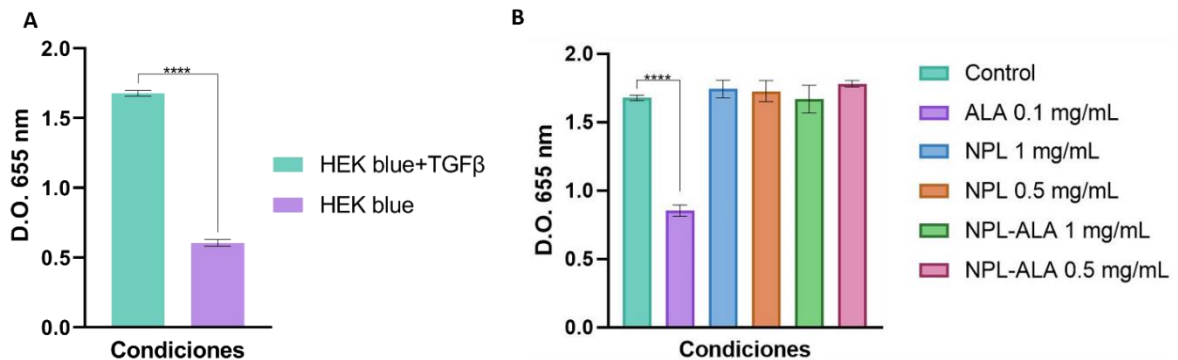 A
2.0
1.5
1.0
0.5
0.0
D.O. 655 nm
****
Condiciones
HEK blue+TGFβ
HEK blue
B
2.0
1.5
1.0
0.5
0.0
D.O. 655 nm
****
Condiciones
Control
ALA 0.1 mg/mL
NPL 1 mg/mL
NPL 0.5 mg/mL
NPL-ALA 1 mg/mL
NPL-ALA 0.5 mg/mL